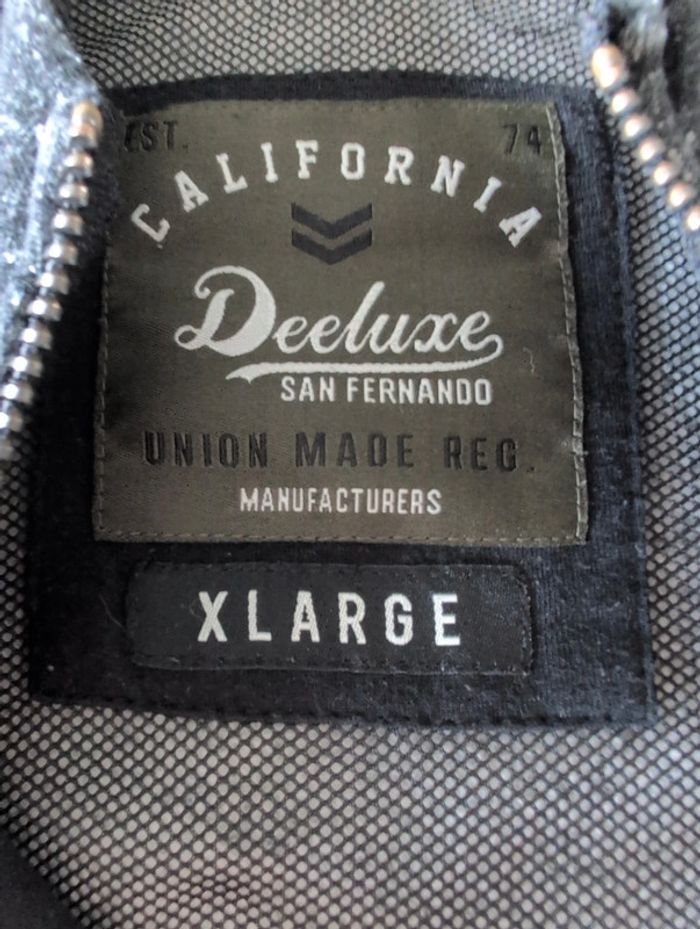 EST. 74
CALIFORNIA
Deeluxe
SAN FERNANDO
UNION MADE REG.
MANUFACTURERS
XLARGE